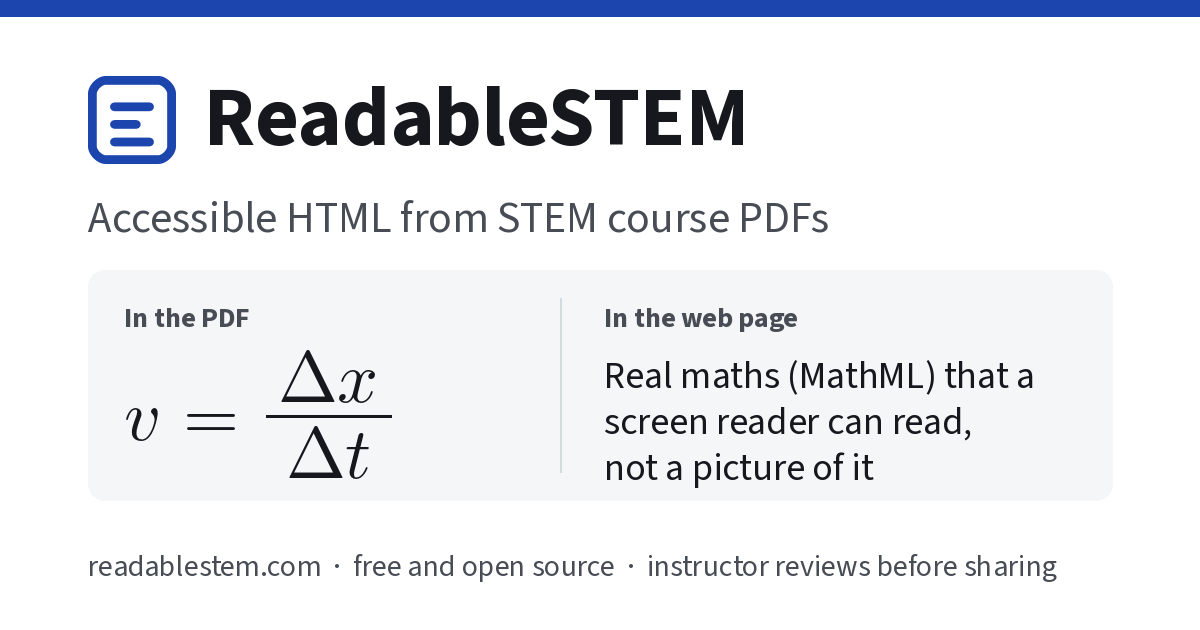 ReadableSTEM
Accessible HTML from STEM course PDFs
In the PDF
v = Δx / Δt
In the web page
Real maths (MathML) that a
screen reader can read,
not a picture of it
readablestem.com · free and open source · instructor reviews before sharing